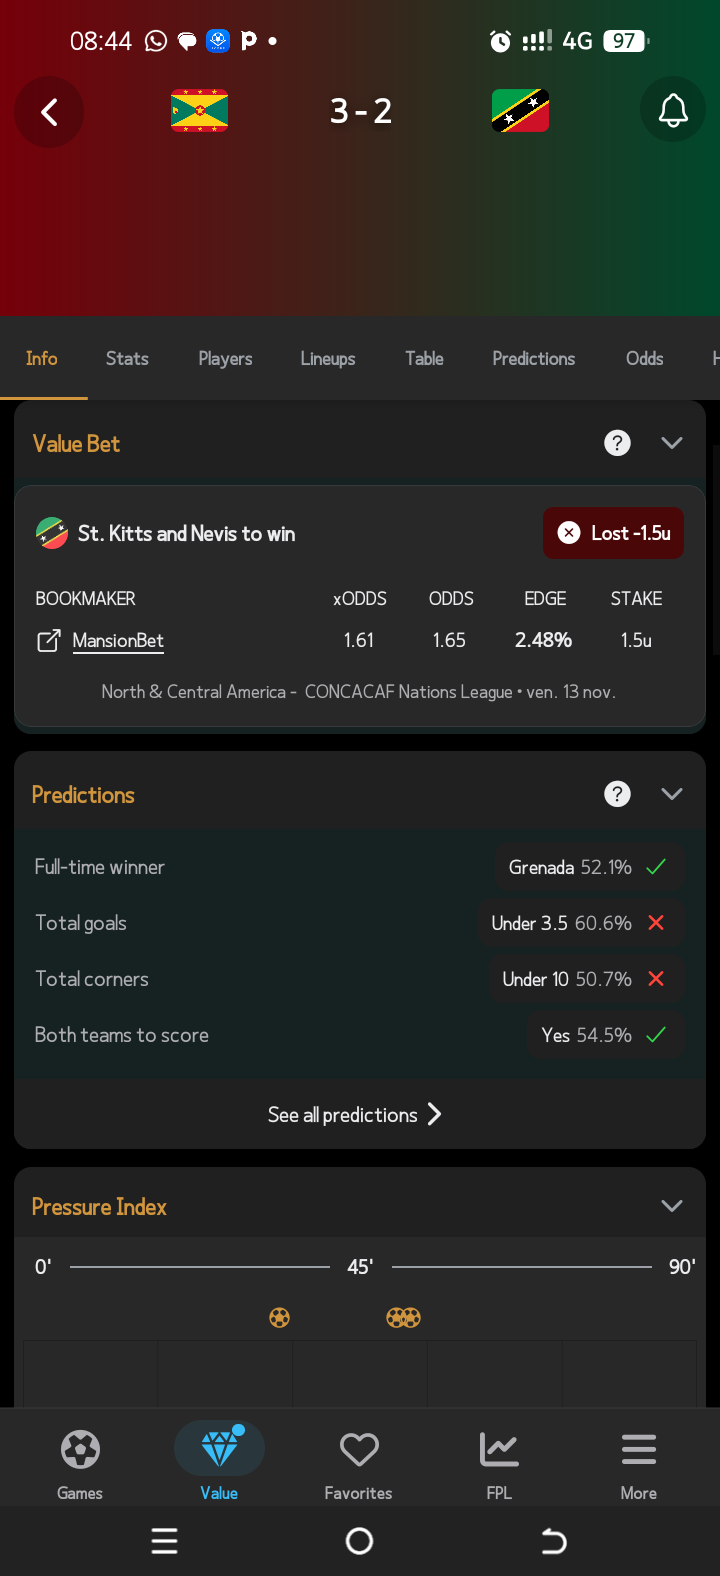 08:44 4G 97
3 - 2
Info Stats Players Lineups Table Predictions Odds H
Value Bet ?
St. Kitts and Nevis to win Lost -1.5u
BOOKMAKER xODDS ODDS EDGE STAKE
MansionBet 1.61 1.65 2.48% 1.5u
North & Central America - CONCACAF Nations League • ven. 13 nov.
Predictions ?
Full-time winner Grenada 52.1%
Total goals Under 3.5 60.6%
Total corners Under 10 50.7%
Both teams to score Yes 54.5%
See all predictions
Pressure Index
0' 45' 90'
Games Value Favorites FPL More